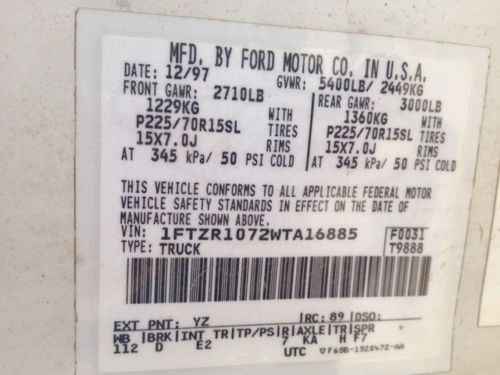 MFD. BY FORD MOTOR CO. IN U.S.A.
DATE: 12/97 GVWR: 5400LB/ 2449KG
FRONT GAWR: 2710LB REAR GAWR: 3000LB
1229KG WITH 1360KG WITH
P225/70R15SL TIRES P225/70R15SL TIRES
15X7.0J RIMS 15X7.0J RIMS
AT 345 kPa/ 50 PSI COLD AT 345 kPa/ 50 PSI COLD
THIS VEHICLE CONFORMS TO ALL APPLICABLE FEDERAL MOTOR
VEHICLE SAFETY STANDARDS IN EFFECT ON THE DATE OF
MANUFACTURE SHOWN ABOVE.
VIN: 1FTZR1072WTA16885 F0031
TYPE: TRUCK T9888
EXT PNT: YZ |RC: 89 |DSO:
WB |BRK|INT TR|TP/PS|R|AXLE|TR|SPR
112 D E2 7 KA H F7
UTC ▽F65B-1520472-AA